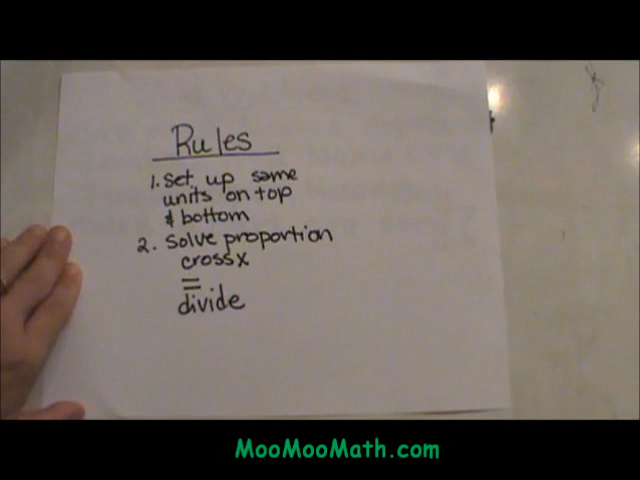 Rules
1. Set up same
units on top
& bottom
2. Solve proportion
cross x
=
divide
MooMooMath.com